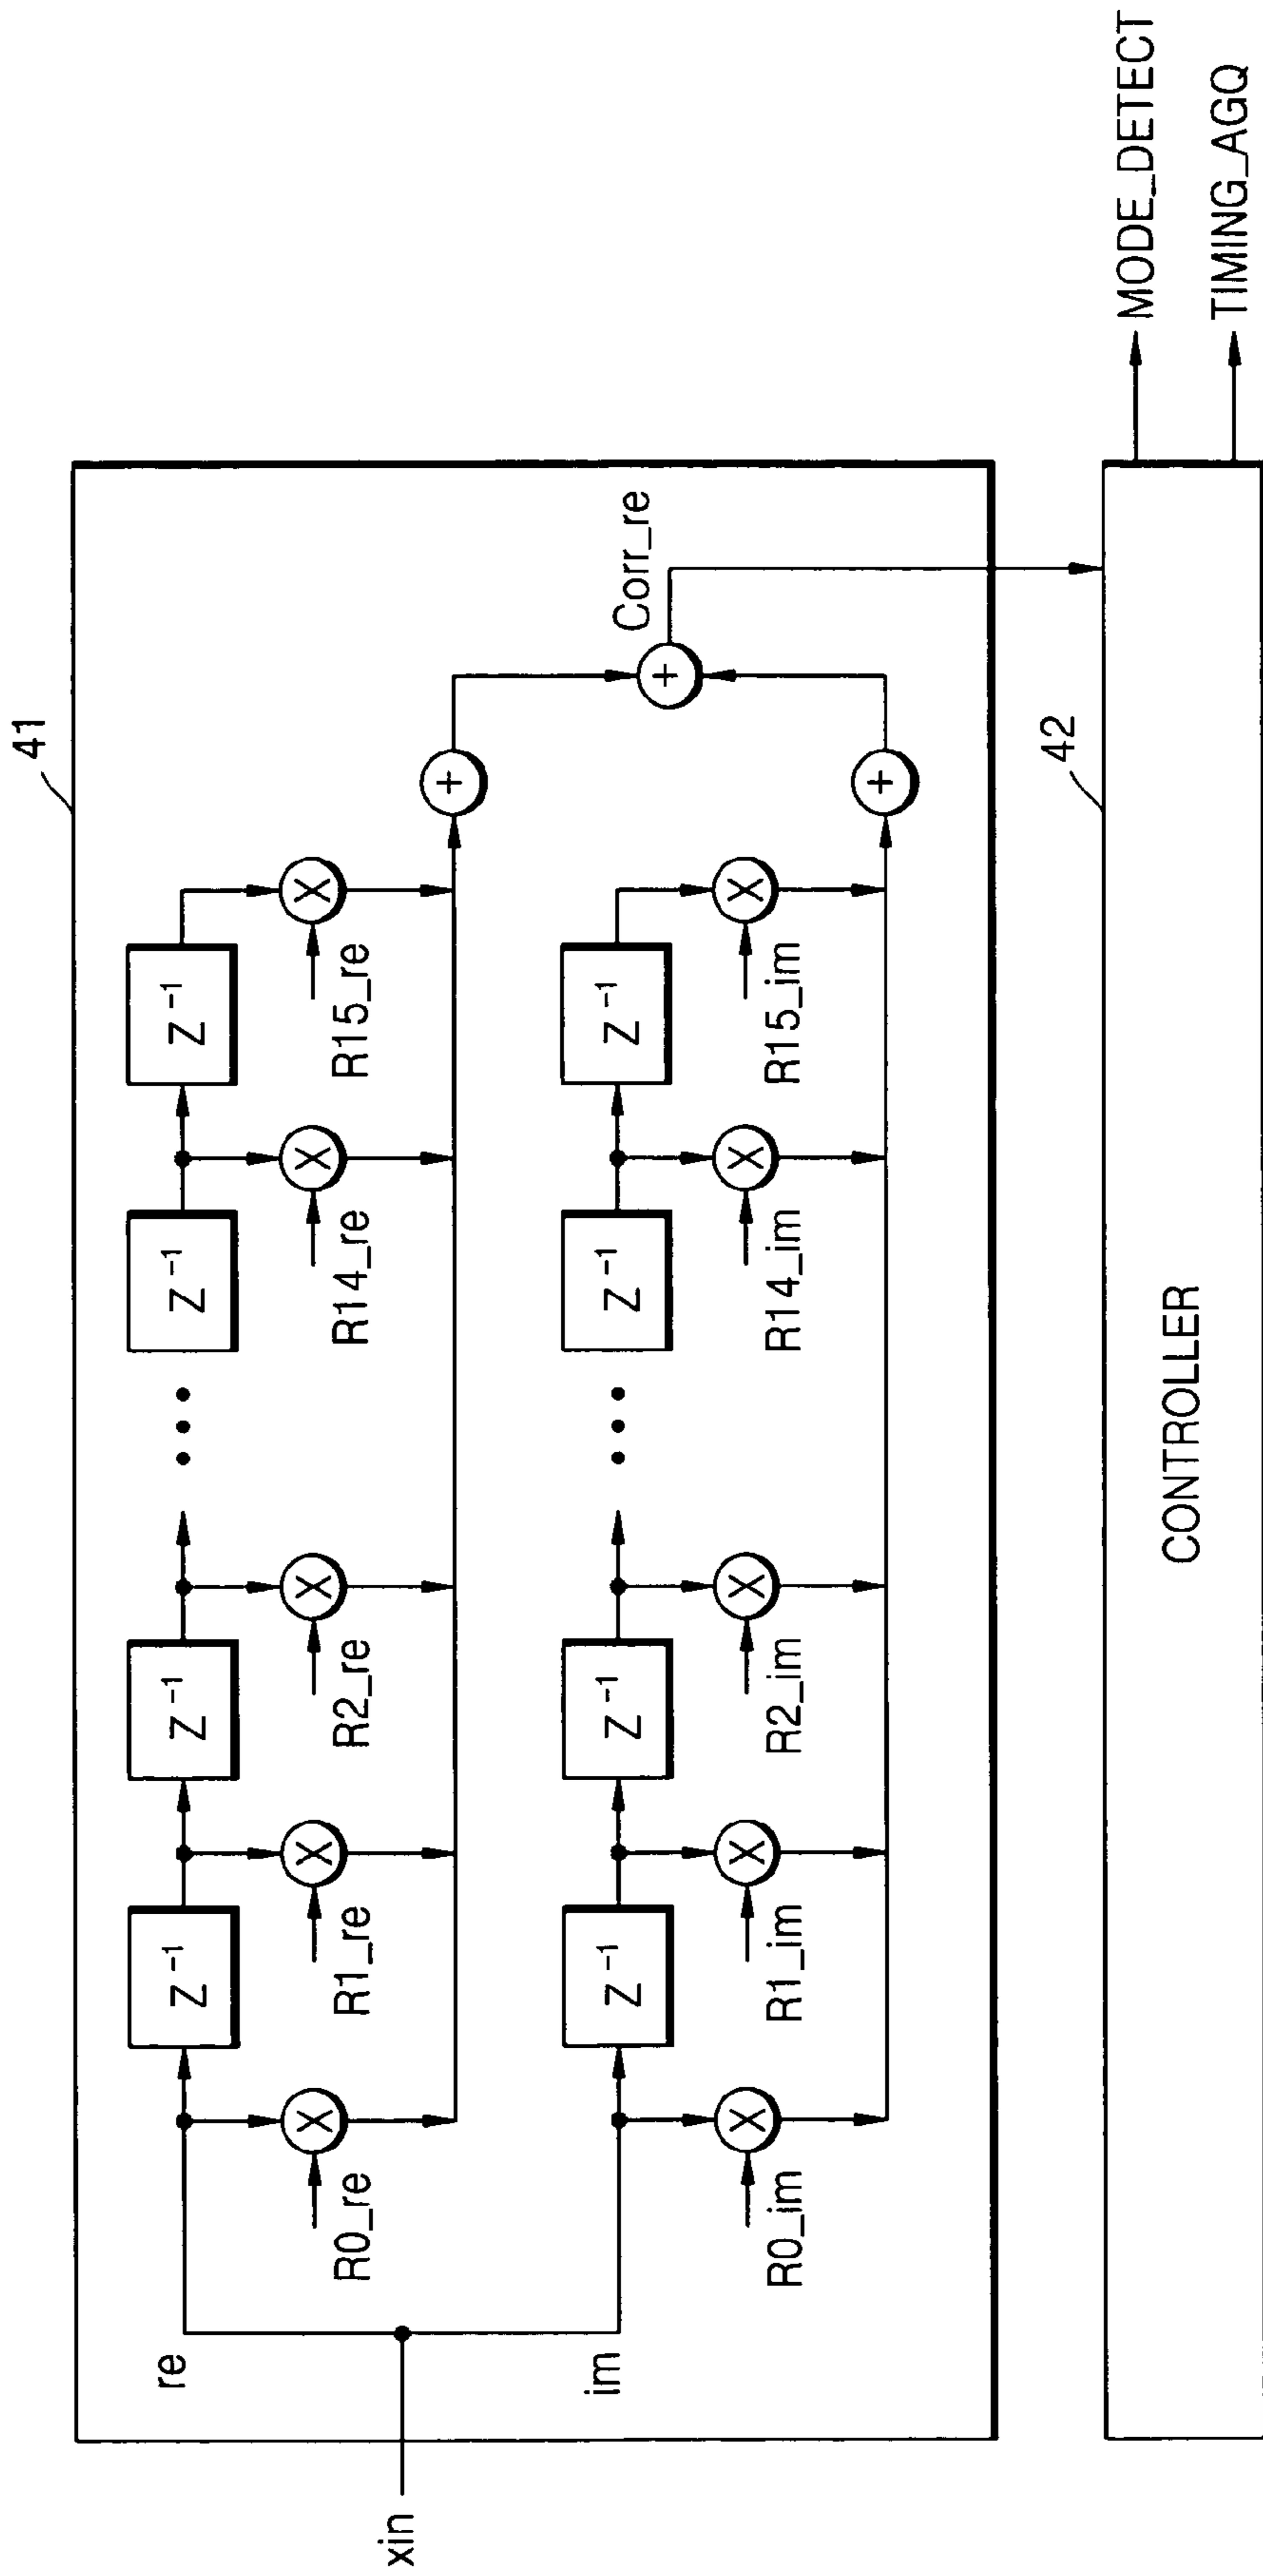 41
xin
re
Z⁻¹
Z⁻¹
• • •
Z⁻¹
Z⁻¹
R0_re
R1_re
R2_re
R14_re
R15_re
X
X
X
X
X
+
im
Z⁻¹
Z⁻¹
• • •
Z⁻¹
Z⁻¹
R0_im
R1_im
R2_im
R14_im
R15_im
X
X
X
X
X
+
+
Corr_re
42
CONTROLLER
MODE_DETECT
TIMING_AGQ